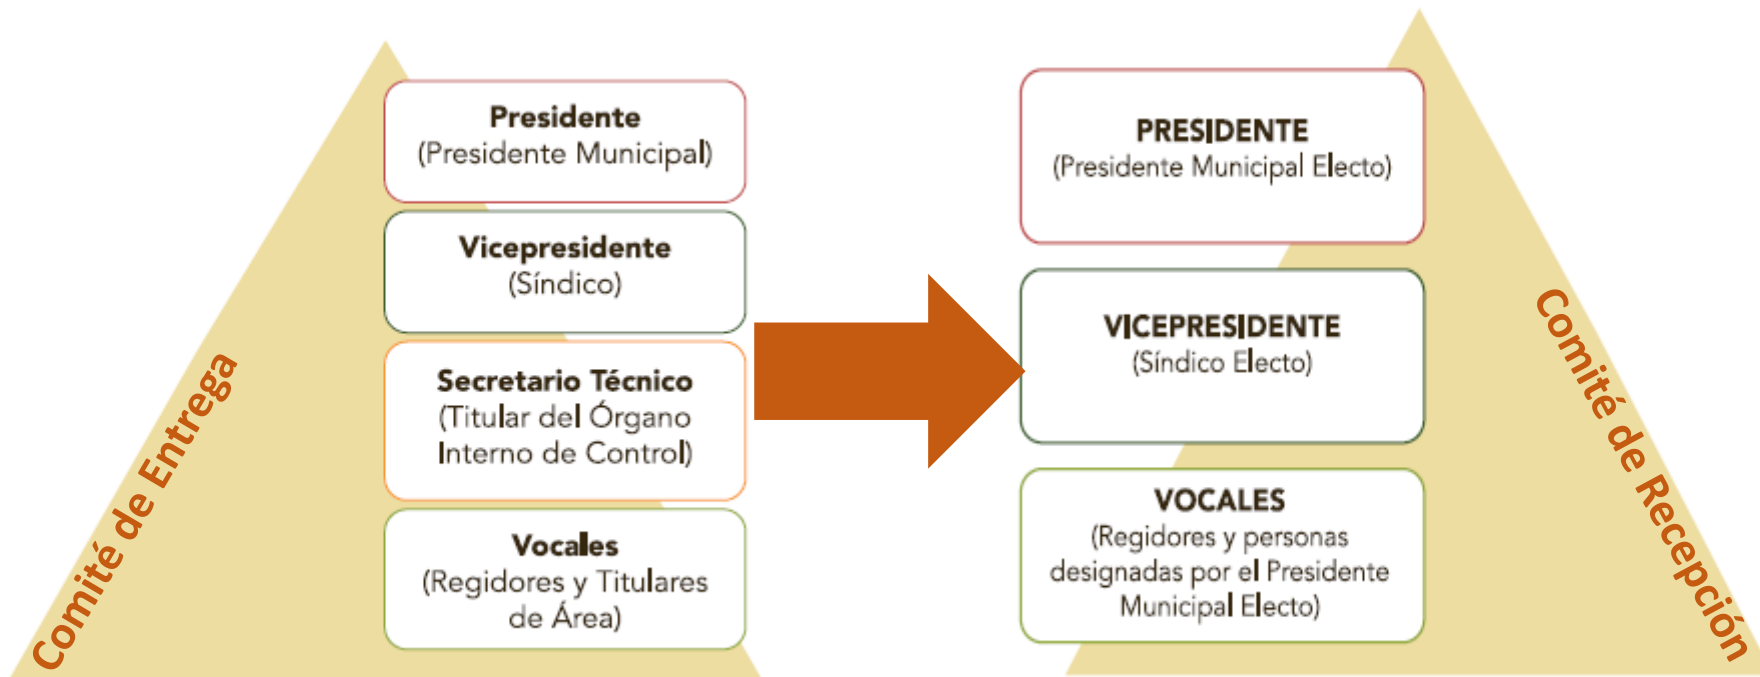 Comité de Entrega
Presidente
(Presidente Municipal)
Vicepresidente
(Síndico)
Secretario Técnico
(Titular del Órgano
Interno de Control)
Vocales
(Regidores y Titulares
de Área)
PRESIDENTE
(Presidente Municipal Electo)
VICEPRESIDENTE
(Síndico Electo)
VOCALES
(Regidores y personas
designadas por el Presidente
Municipal Electo)
Comité de Recepción